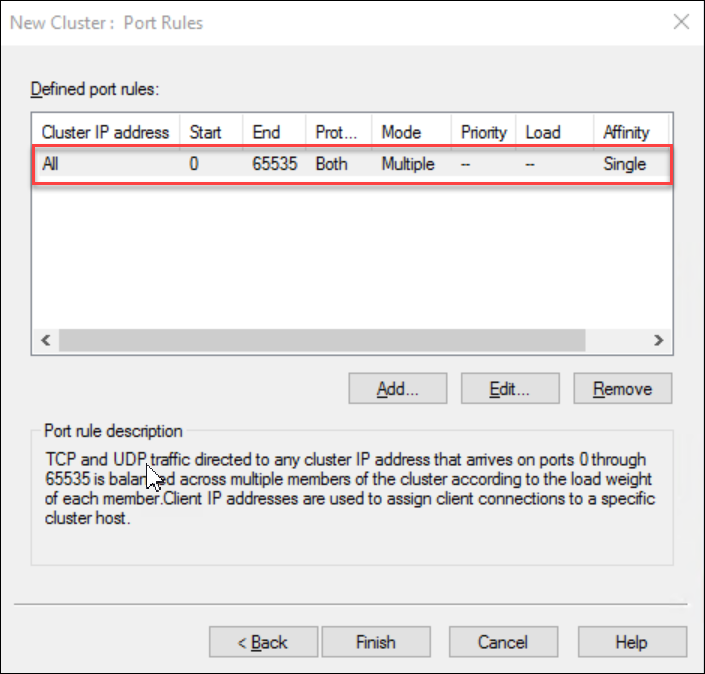 New Cluster : Port Rules
Defined port rules:
Cluster IP address Start End Prot... Mode Priority Load Affinity
All 0 65535 Both Multiple -- -- Single
Add... Edit... Remove
Port rule description
TCP and UDP traffic directed to any cluster IP address that arrives on ports 0 through
65535 is balanced across multiple members of the cluster according to the load weight
of each member.Client IP addresses are used to assign client connections to a specific
cluster host.
< Back Finish Cancel Help